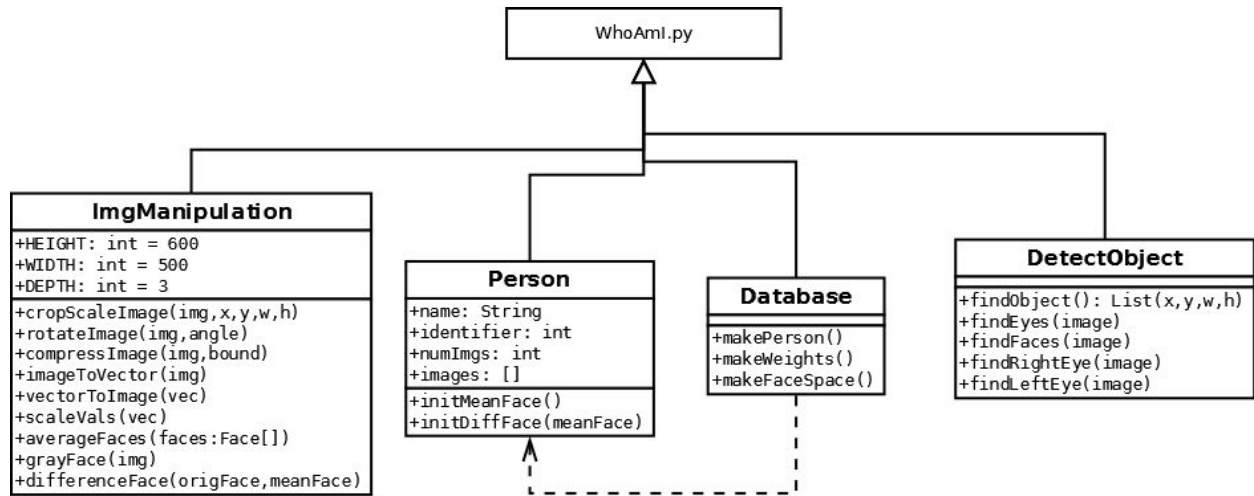 WhoAmI.py
ImgManipulation
+HEIGHT: int = 600
+WIDTH: int = 500
+DEPTH: int = 3
+cropScaleImage(img,x,y,w,h)
+rotateImage(img,angle)
+compressImage(img,bound)
+imageToVector(img)
+vectorToImage(vec)
+scaleVals(vec)
+averageFaces(faces:Face[])
+grayFace(img)
+differenceFace(origFace,meanFace)
Person
+name: String
+identifier: int
+numImgs: int
+images: []
+initMeanFace()
+initDiffFace(meanFace)
Database
+makePerson()
+makeWeights()
+makeFaceSpace()
DetectObject
+findObject(): List(x,y,w,h)
+findEyes(image)
+findFaces(image)
+findRightEye(image)
+findLeftEye(image)